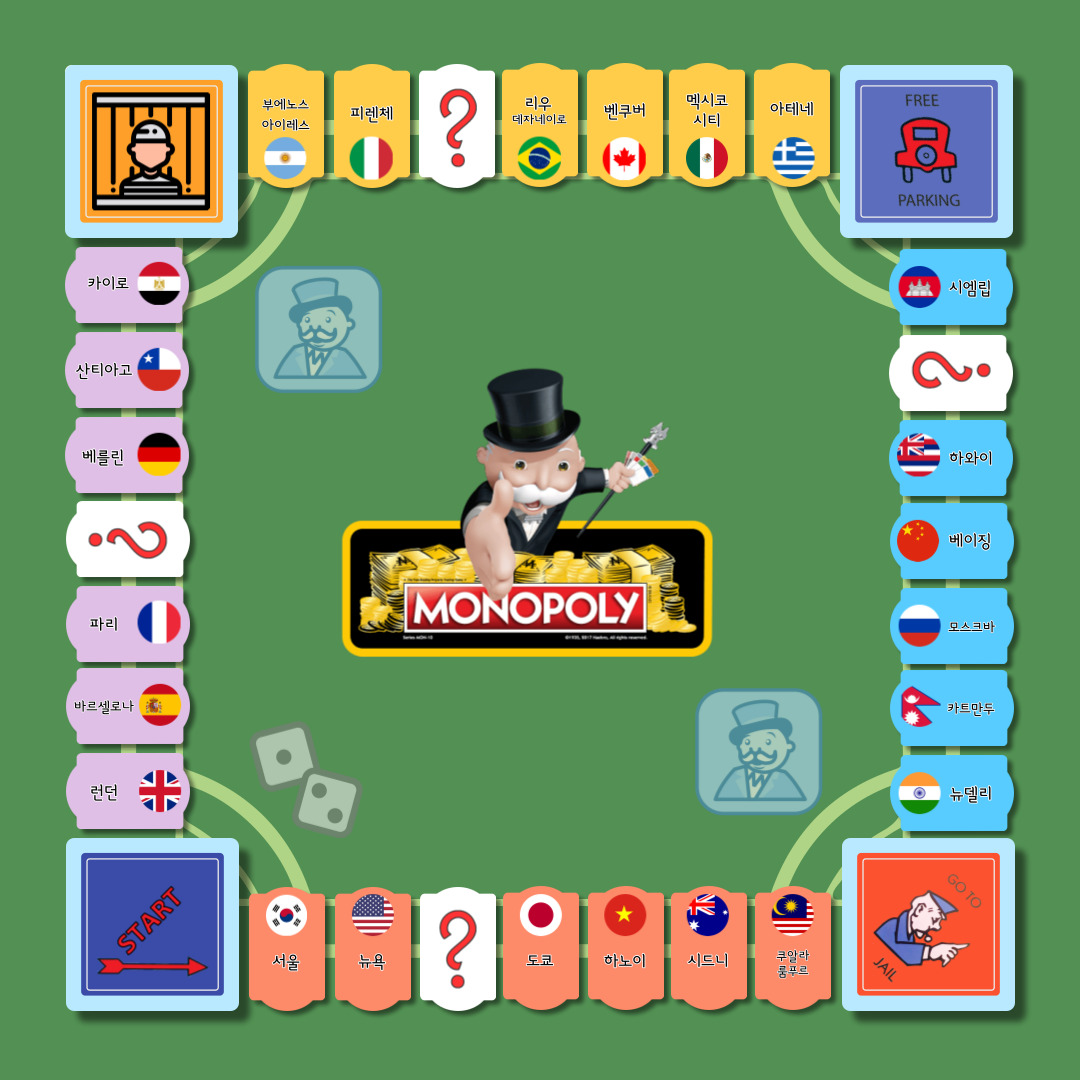 부에노스
아이레스
피렌체
?
리우
데자네이로
벤쿠버
멕시코
시티
아테네
FREE
PARKING
카이로
산티아고
베를린
?
파리
바르셀로나
런던
시엠립
?
하와이
베이징
모스크바
카트만두
뉴델리
MONOPOLY
START
서울
뉴욕
?
도쿄
하노이
시드니
쿠알라
룸푸르
GO TO
JAIL